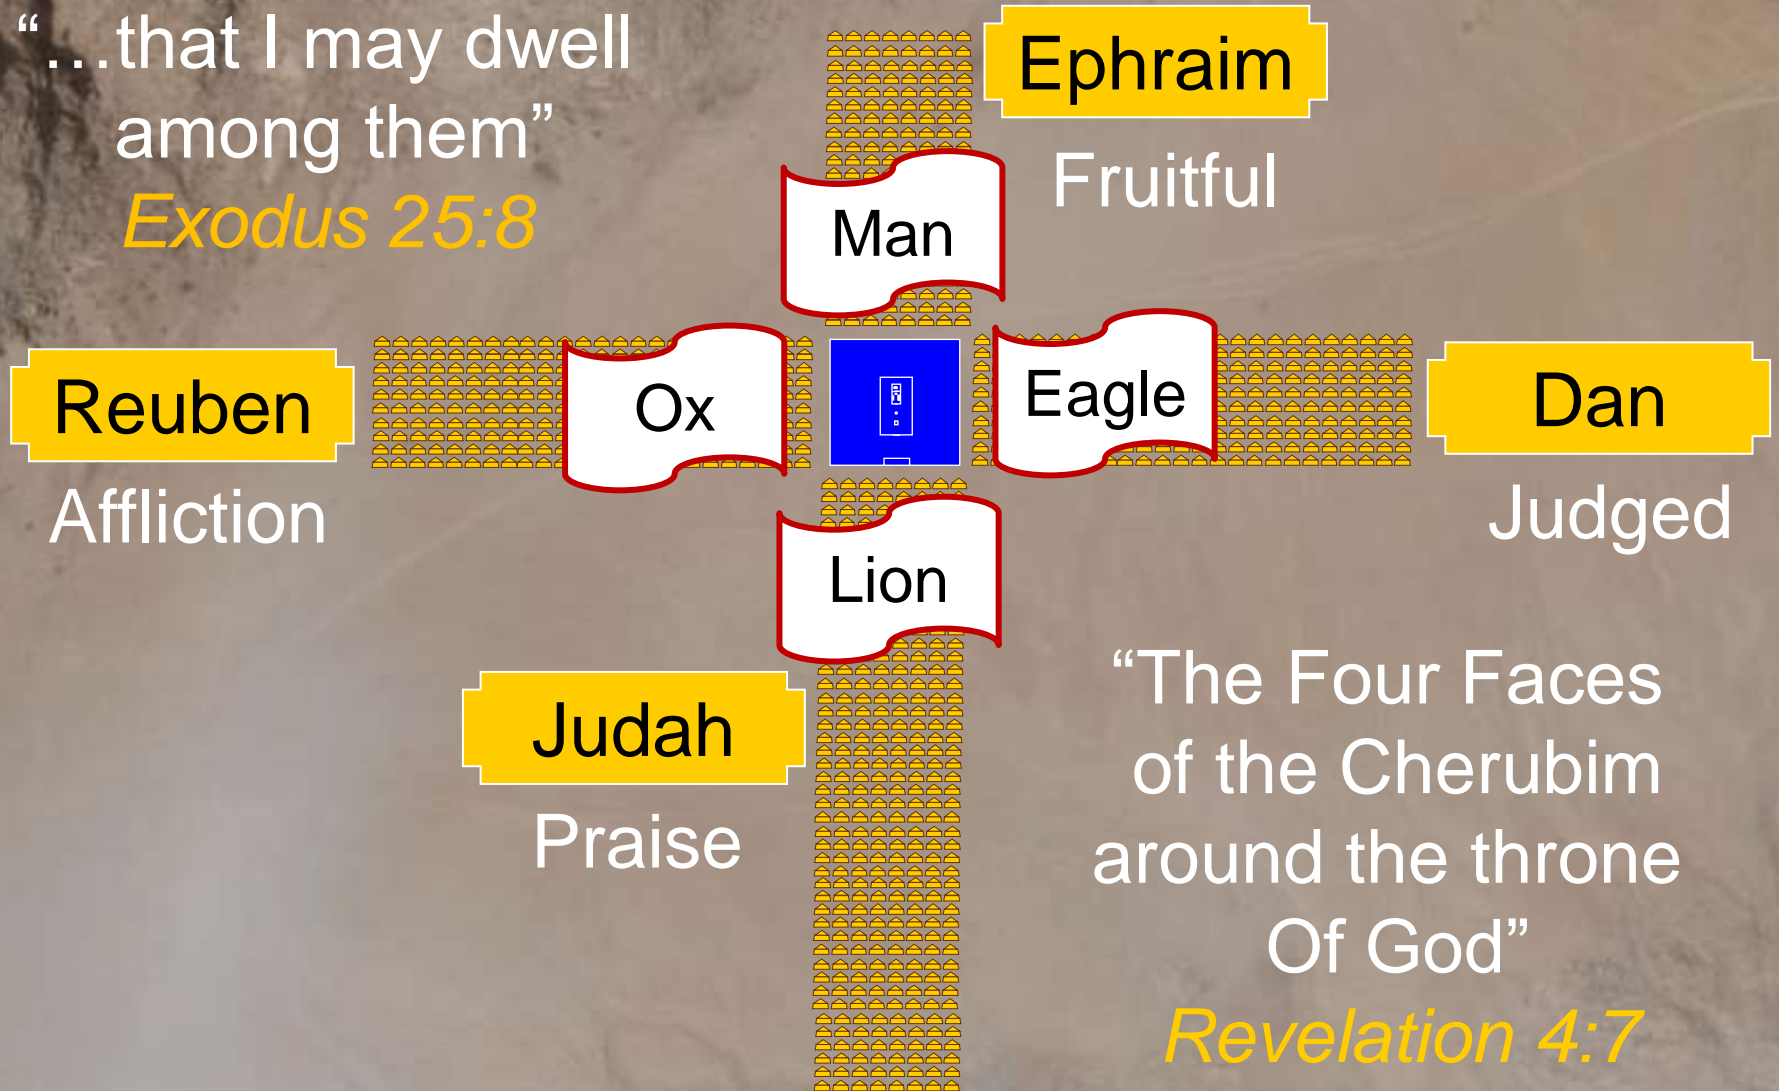 “…that I may dwell
among them”
Exodus 25:8
Ephraim
Fruitful
Man
Reuben
Affliction
Ox
Eagle
Dan
Judged
Lion
Judah
Praise
“The Four Faces
of the Cherubim
around the throne
Of God”
Revelation 4:7